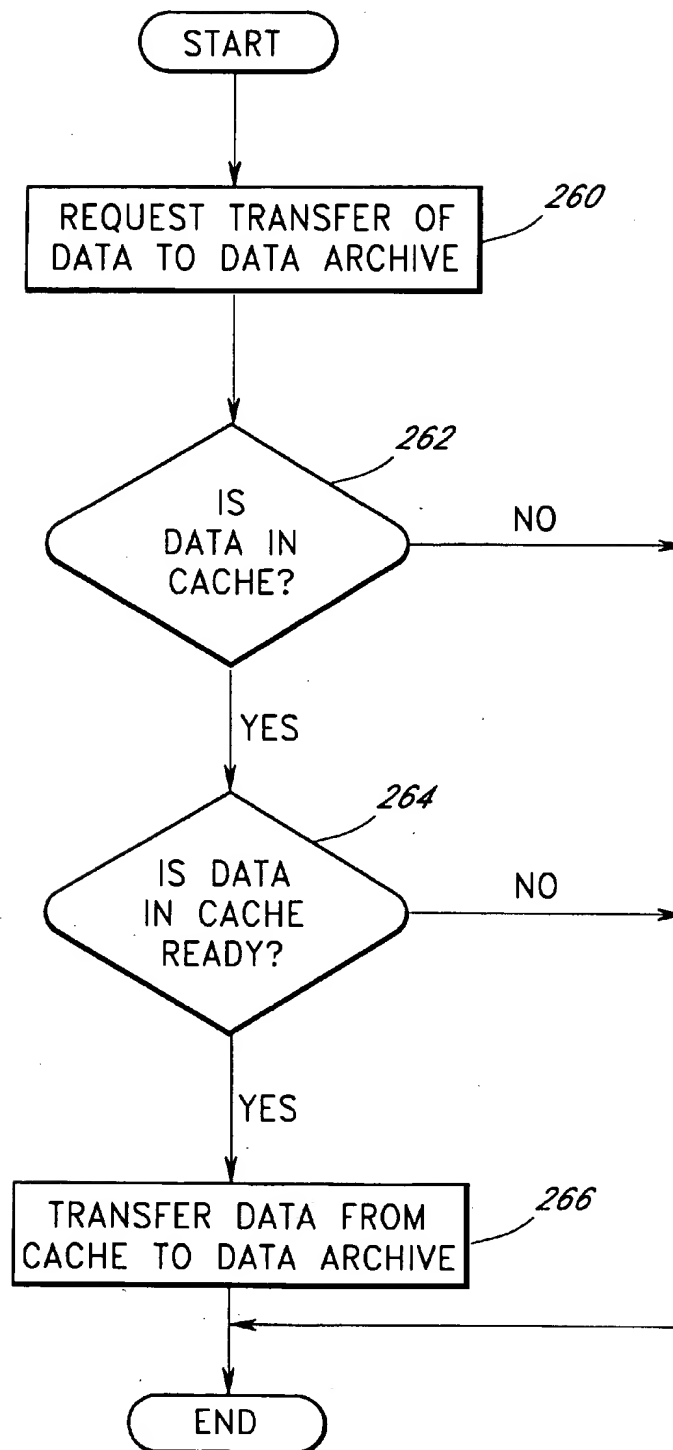 START
REQUEST TRANSFER OF
DATA TO DATA ARCHIVE
260
262
IS
DATA IN
CACHE?
NO
YES
264
IS DATA
IN CACHE
READY?
NO
YES
266
TRANSFER DATA FROM
CACHE TO DATA ARCHIVE
END